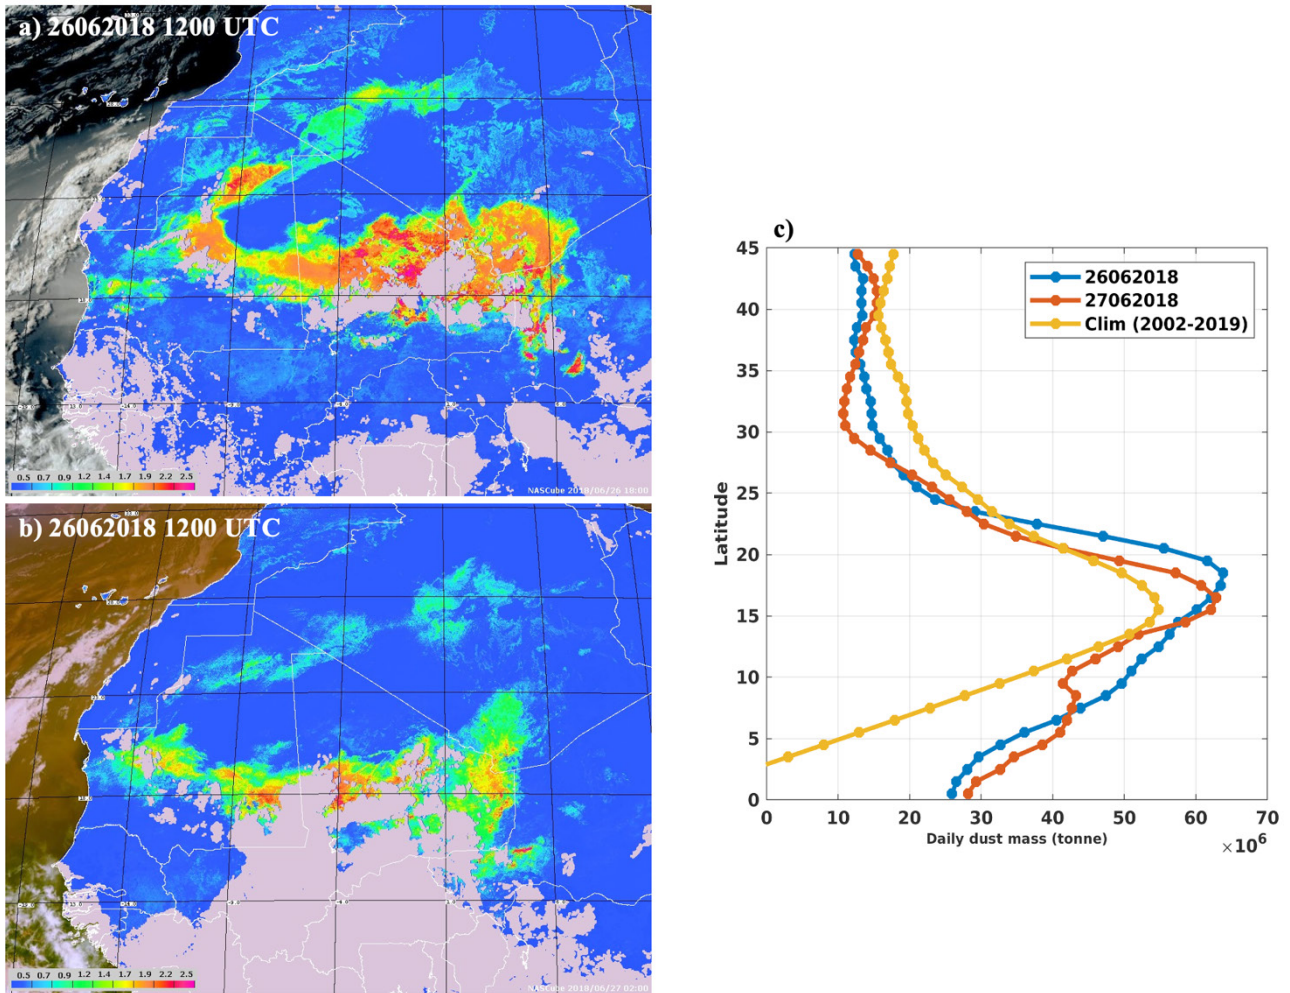 a) 26062018 1200 UTC
0.5 0.7 0.9 1.2 1.4 1.7 1.9 2.2 2.5
NASCube 2018/06/26 18:00
b) 26062018 1200 UTC
0.5 0.7 0.9 1.2 1.4 1.7 1.9 2.2 2.5
NASCube 2018/06/27 02:00
c)
45
40
35
30
25
20
15
10
5
0
Latitude
26062018
27062018
Clim (2002-2019)
0 10 20 30 40 50 60 70
Daily dust mass (tonne)
×10⁶